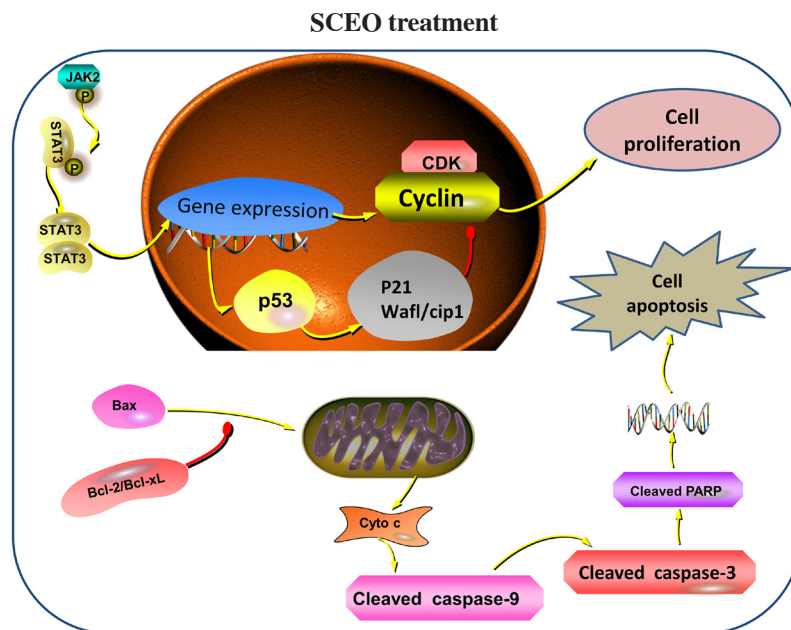 SCEO treatment
JAK2
P
STAT3
P
STAT3
STAT3
Gene expression
CDK
Cyclin
Cell
proliferation
p53
P21
Wafl/cip1
Cell
apoptosis
Bax
Bcl-2/Bcl-xL
Cyto c
Cleaved PARP
Cleaved caspase-9
Cleaved caspase-3